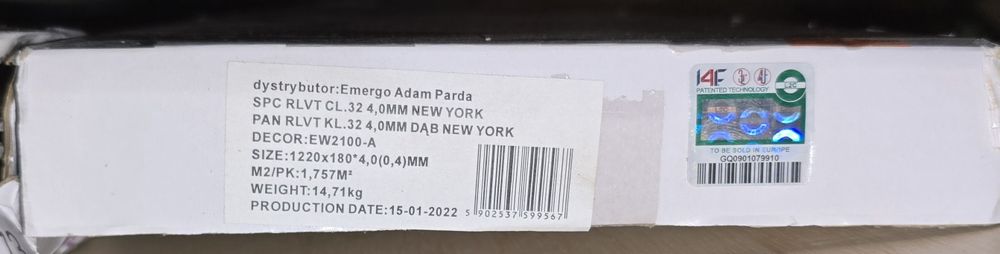 dystrybutor:Emergo Adam Parda
SPC RLVT CL.32 4,0MM NEW YORK
PAN RLVT KL.32 4,0MM DĄB NEW YORK
DECOR:EW2100-A
SIZE:1220x180*4,0(0,4)MM
M2/PK:1,757M²
WEIGHT:14,71kg
PRODUCTION DATE:15-01-2022
5 902537 599567
I4F
PATENTED TECHNOLOGY
L2C
TO BE SOLD IN EUROPE
GQ0901079910